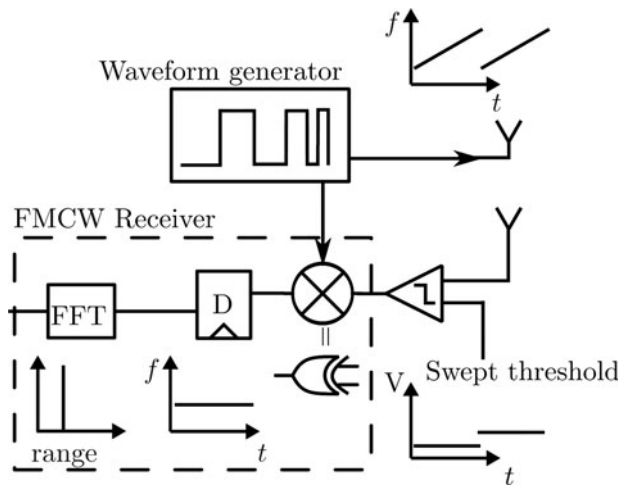 f
t
Waveform generator
FMCW Receiver
FFT
D
=
f
t
range
Swept threshold
V
t